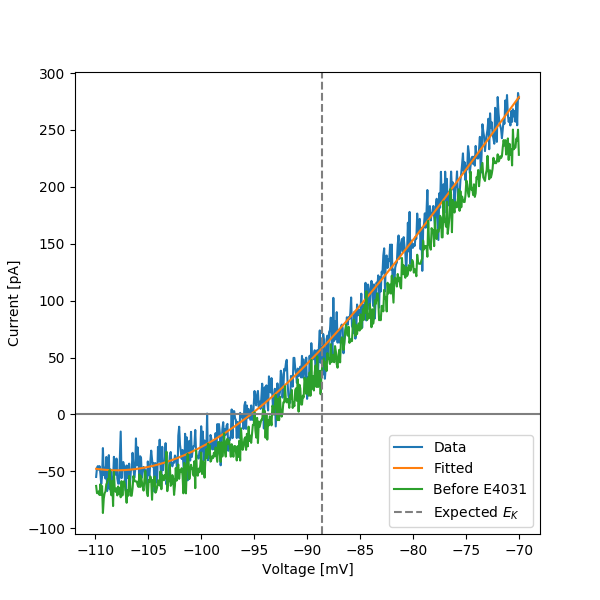 300
250
200
150
100
50
0
−50
−100
Current [pA]
−110 −105 −100 −95 −90 −85 −80 −75 −70
Voltage [mV]
Data
Fitted
Before E4031
Expected E_K